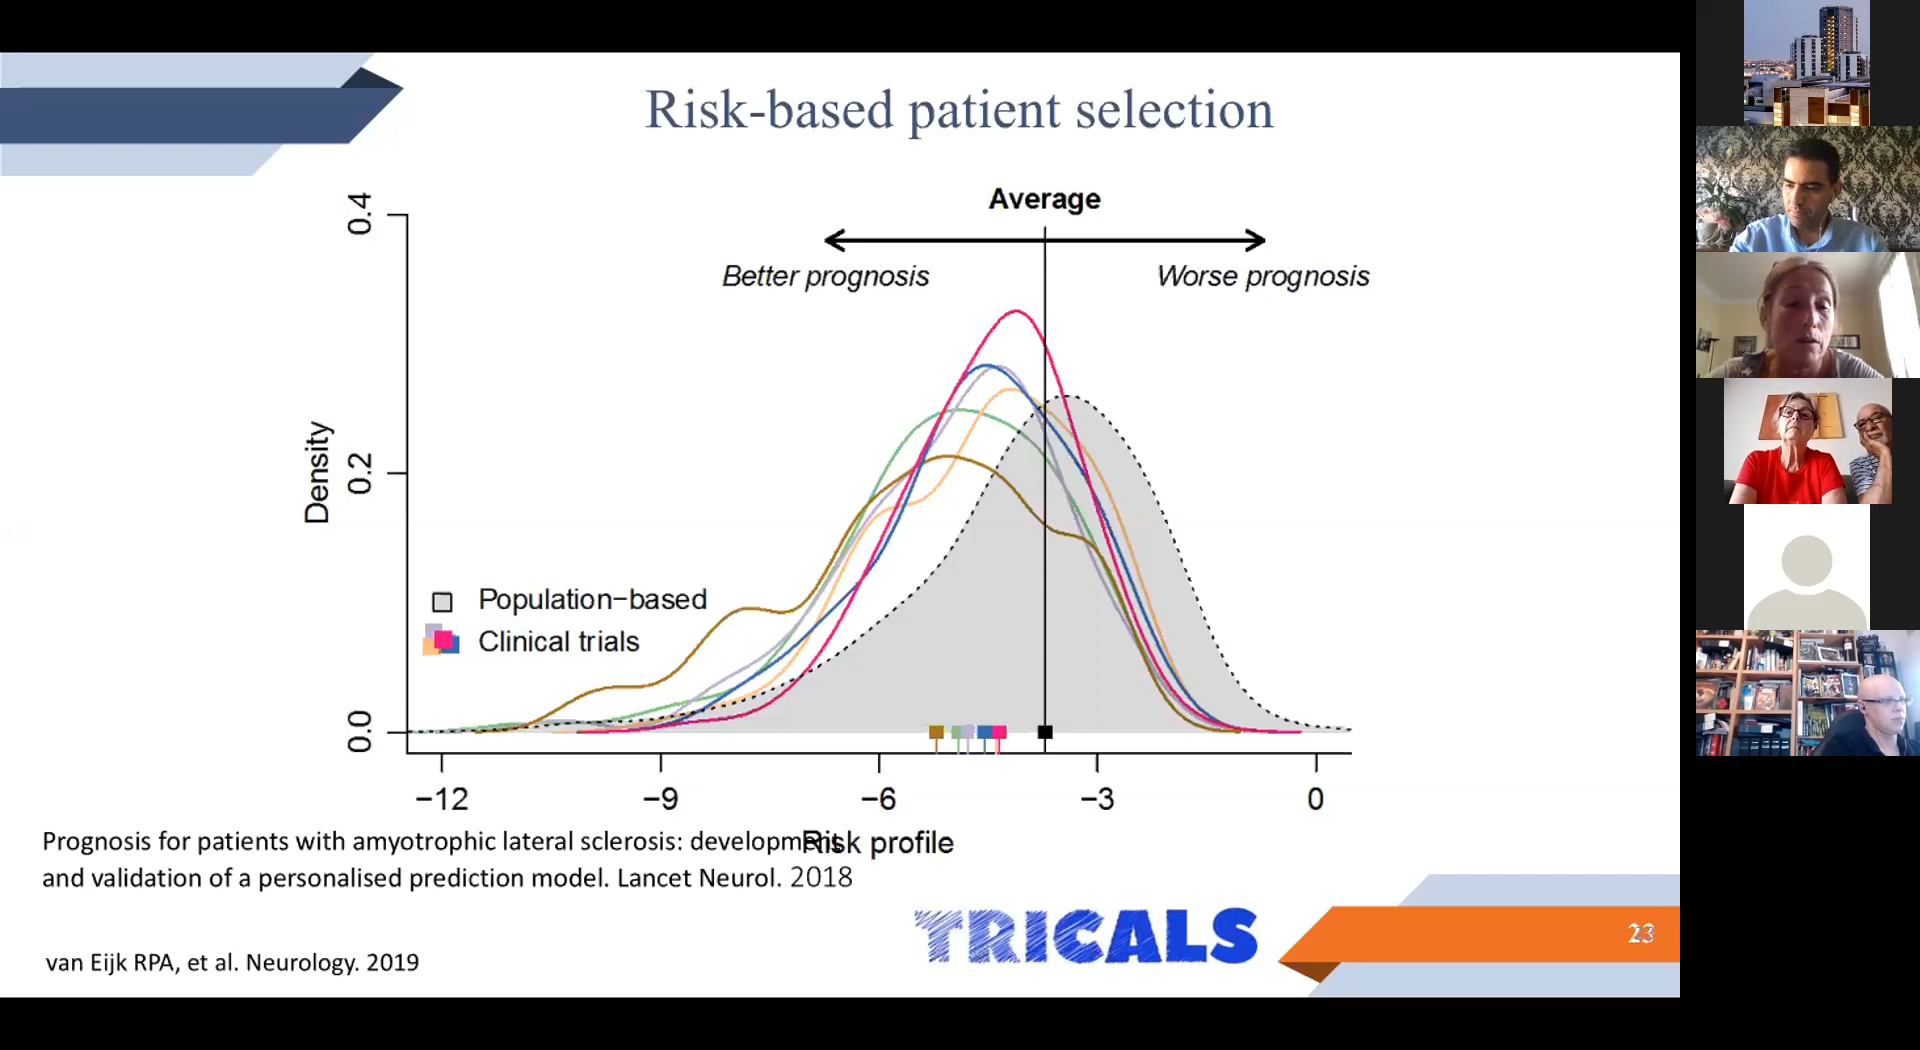 Risk-based patient selection
Average
Better prognosis
Worse prognosis
Density
0.4
0.2
0.0
Population−based
Clinical trials
−12
−9
−6
−3
0
Risk profile
Prognosis for patients with amyotrophic lateral sclerosis: development
and validation of a personalised prediction model. Lancet Neurol. 2018
van Eijk RPA, et al. Neurology. 2019
TRICALS
23